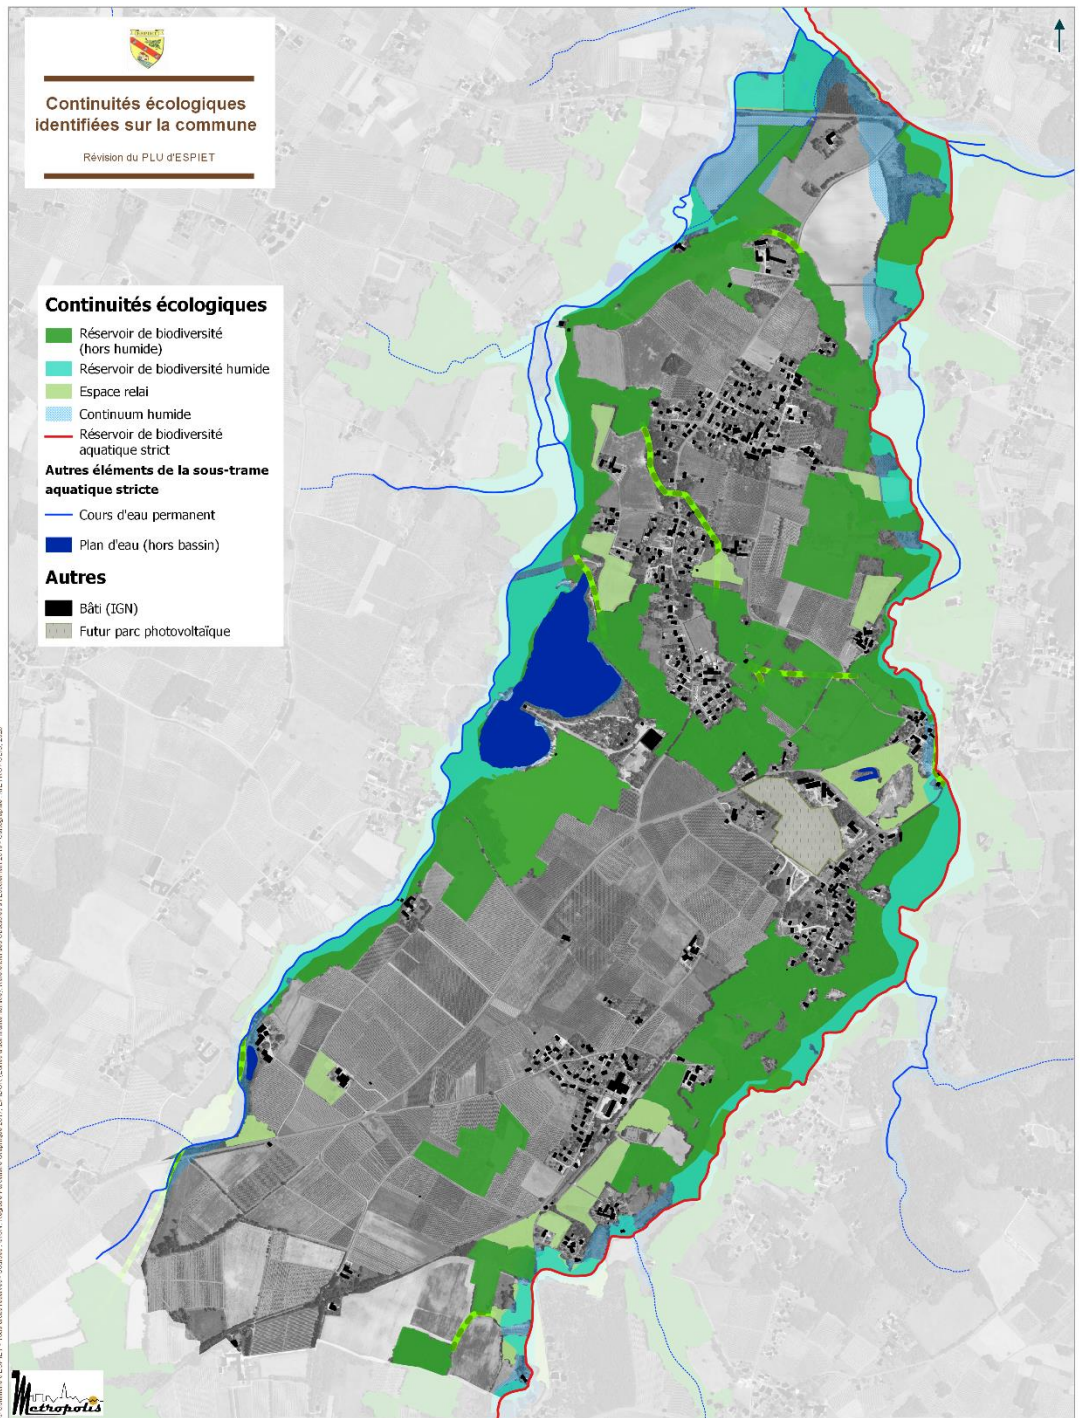 Continuités écologiques
identifiées sur la commune
Révision du PLU d'ESPIET
Continuités écologiques
Réservoir de biodiversité
(hors humide)
Réservoir de biodiversité humide
Espace relai
Continuum humide
Réservoir de biodiversité
aquatique strict
Autres éléments de la sous-trame
aquatique stricte
Cours d'eau permanent
Plan d'eau (hors bassin)
Autres
Bâti (IGN)
Futur parc photovoltaïque
Metropolis